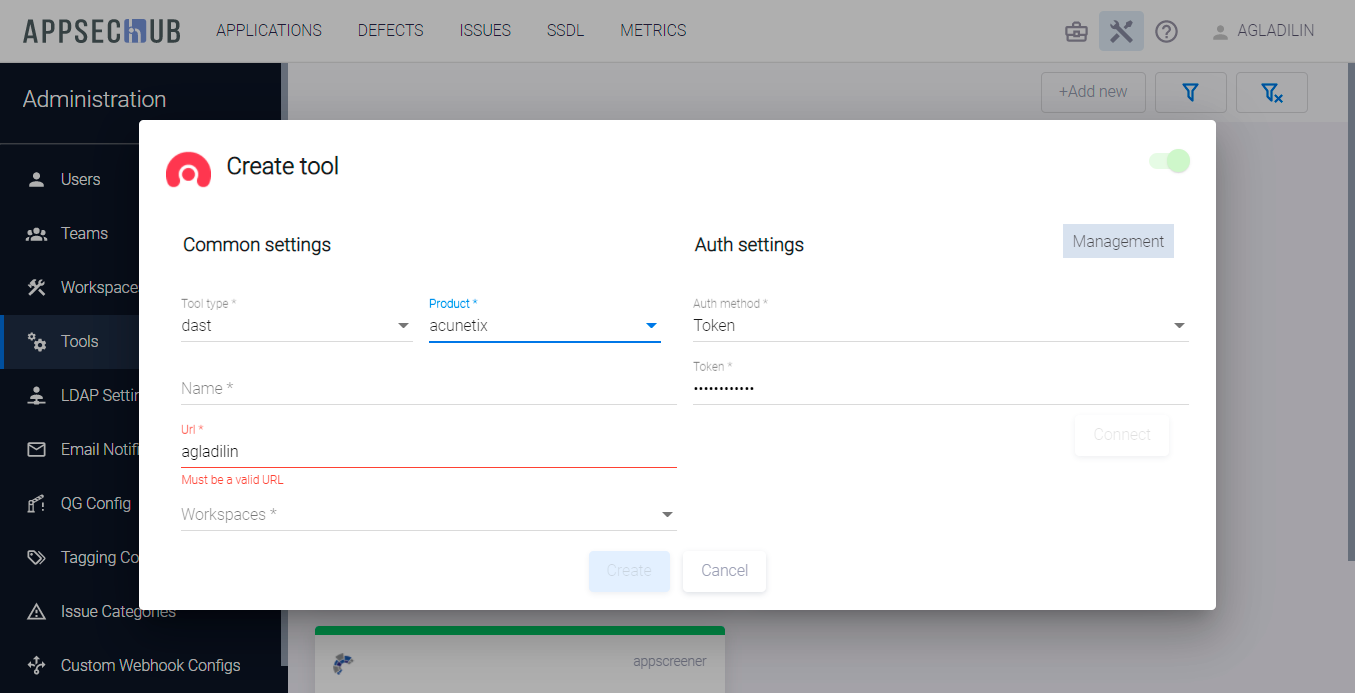 APPSECHUB APPLICATIONS DEFECTS ISSUES SSDL METRICS AGLADILIN
Administration
+Add new
Users
Teams
Workspace
Tools
LDAP Settin
Email Notifi
QG Config
Tagging Co
Issue Categories
Custom Webhook Configs
Create tool
Common settings
Tool type *
dast
Product *
acunetix
Name *
Url *
agladilin
Must be a valid URL
Workspaces *
Auth settings
Management
Auth method *
Token
Token *
••••••••••••
Connect
Create
Cancel
appscreener